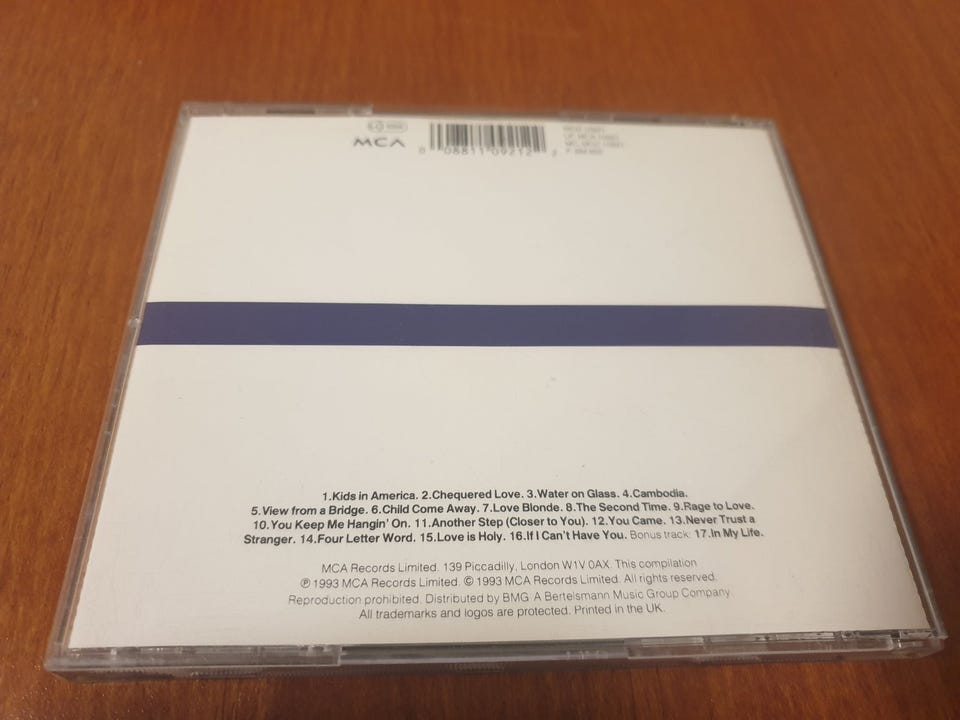 MCA
8 08811 09212 2
1.Kids in America. 2.Chequered Love. 3.Water on Glass. 4.Cambodia.
5.View from a Bridge. 6.Child Come Away. 7.Love Blonde. 8.The Second Time. 9.Rage to Love.
10.You Keep Me Hangin' On. 11.Another Step (Closer to You). 12.You Came. 13.Never Trust a
Stranger. 14.Four Letter Word. 15.Love is Holy. 16.If I Can't Have You. Bonus track: 17.In My Life.
MCA Records Limited. 139 Piccadilly, London W1V 0AX. This compilation
℗ 1993 MCA Records Limited. © 1993 MCA Records Limited. All rights reserved.
Reproduction prohibited. Distributed by BMG. A Bertelsmann Music Group Company.
All trademarks and logos are protected. Printed in the UK.